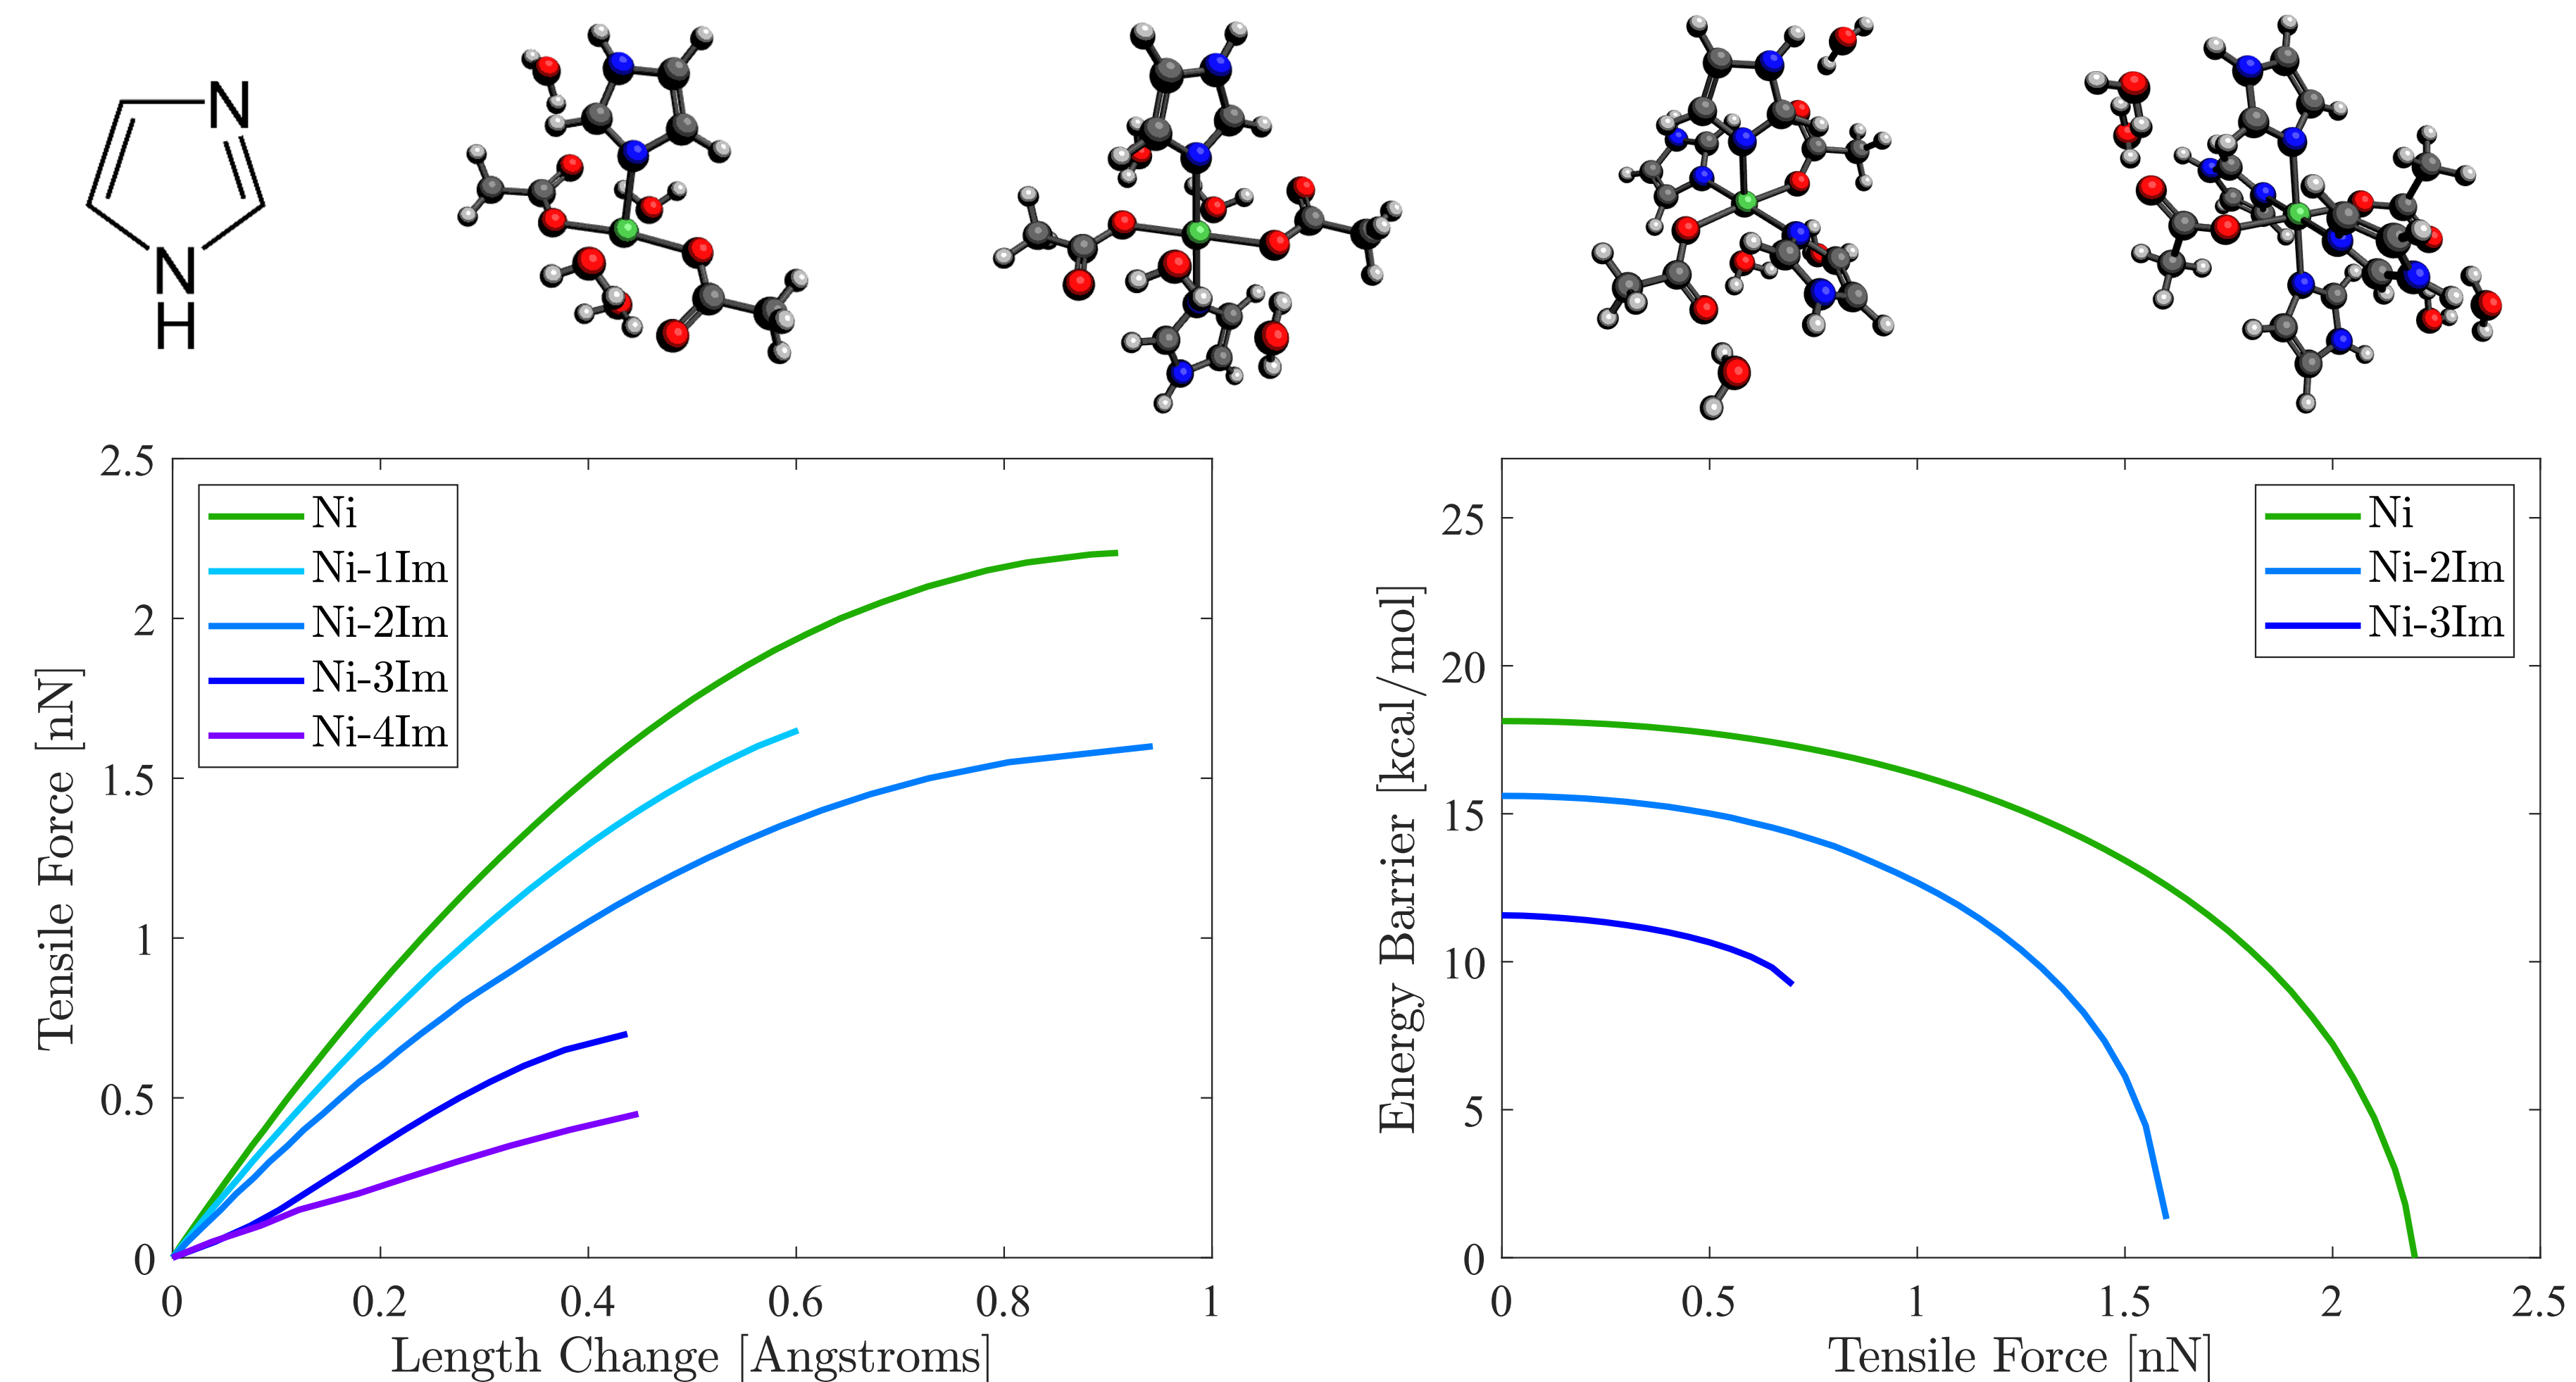 N
N
H
2.5
2
1.5
1
0.5
0
Tensile Force [nN]
Ni
Ni-1Im
Ni-2Im
Ni-3Im
Ni-4Im
0 0.2 0.4 0.6 0.8 1
Length Change [Angstroms]
25
20
15
10
5
0
Energy Barrier [kcal/mol]
Ni
Ni-2Im
Ni-3Im
0 0.5 1 1.5 2 2.5
Tensile Force [nN]